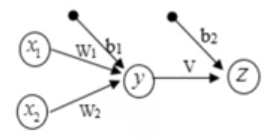 b₂
x₁ W₁ b₁
y V Z
x₂ W₂